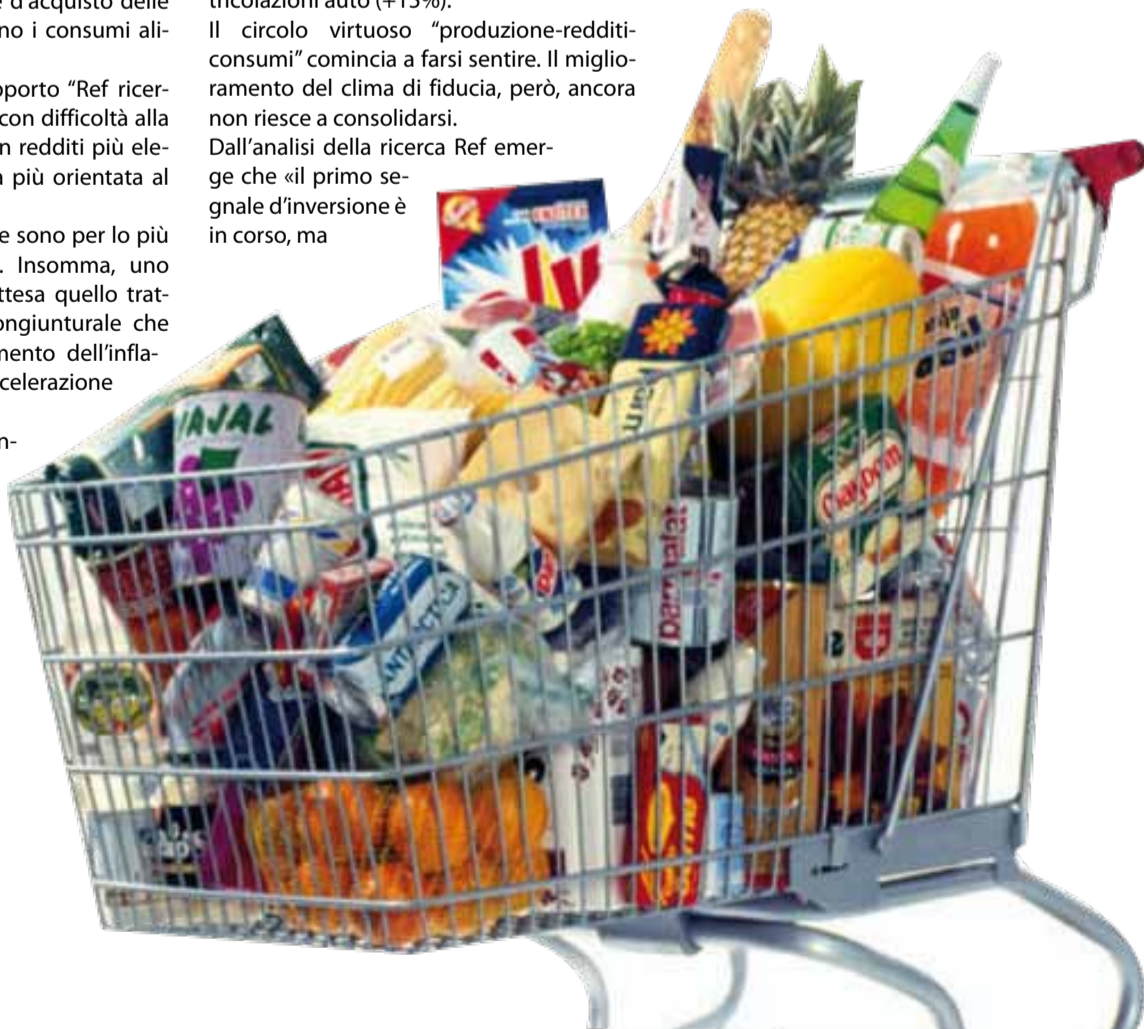 e d'acquisto delle
no i consumi ali-
pporto "Ref ricer-
con difficoltà alla
n redditi più ele-
a più orientata al
e sono per lo più
. Insomma, uno
ttesa quello trat-
ongiunturale che
mento dell'infla-
celerazione
n-
tricolazioni auto (+15%).
Il circolo virtuoso "produzione-redditi-
consumi" comincia a farsi sentire. Il miglio-
ramento del clima di fiducia, però, ancora
non riesce a consolidarsi.
Dall'analisi della ricerca Ref emer-
ge che «il primo se-
gnale d'inversione è
in corso, ma
AJAL
parmalat